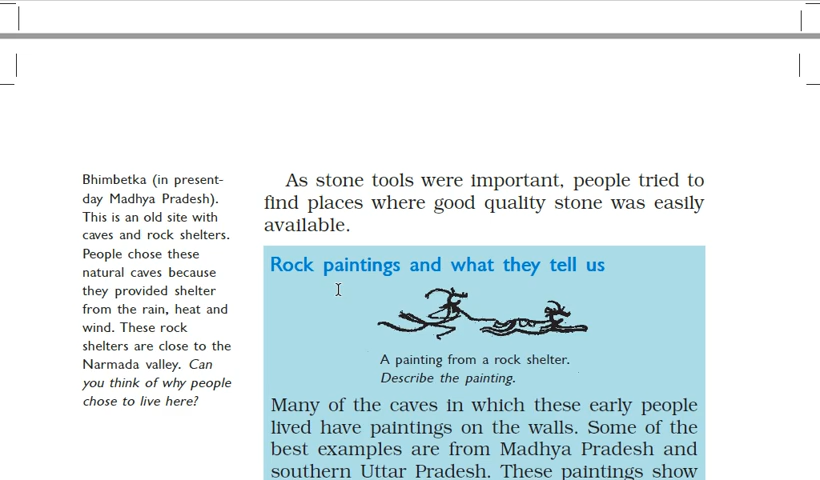 Bhimbetka (in present-
day Madhya Pradesh).
This is an old site with
caves and rock shelters.
People chose these
natural caves because
they provided shelter
from the rain, heat and
wind. These rock
shelters are close to the
Narmada valley. Can
you think of why people
chose to live here?
As stone tools were important, people tried to
find places where good quality stone was easily
available.
Rock paintings and what they tell us
A painting from a rock shelter.
Describe the painting.
Many of the caves in which these early people
lived have paintings on the walls. Some of the
best examples are from Madhya Pradesh and
southern Uttar Pradesh. These paintings show